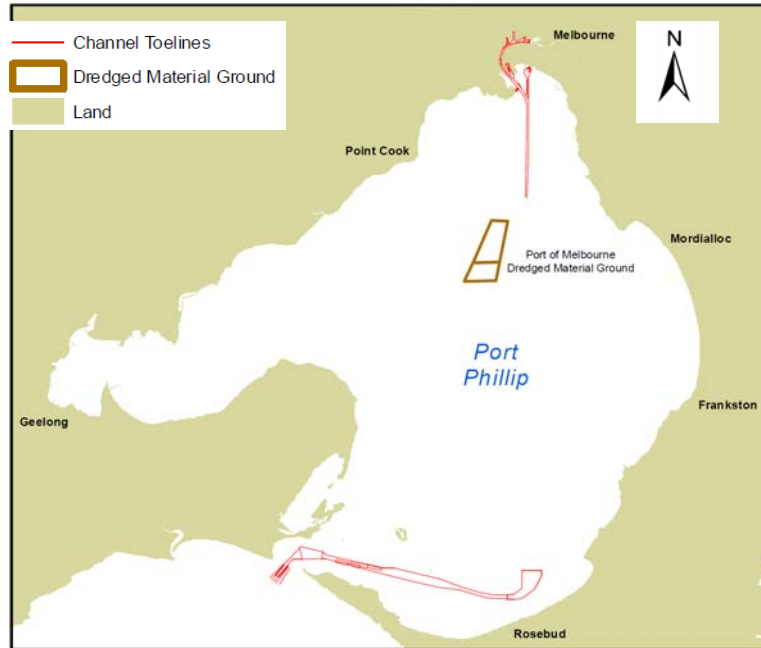 Channel Toelines
Dredged Material Ground
Land
Melbourne
N
Point Cook
Mordialloc
Port of Melbourne
Dredged Material Ground
Port
Phillip
Frankston
Geelong
Rosebud